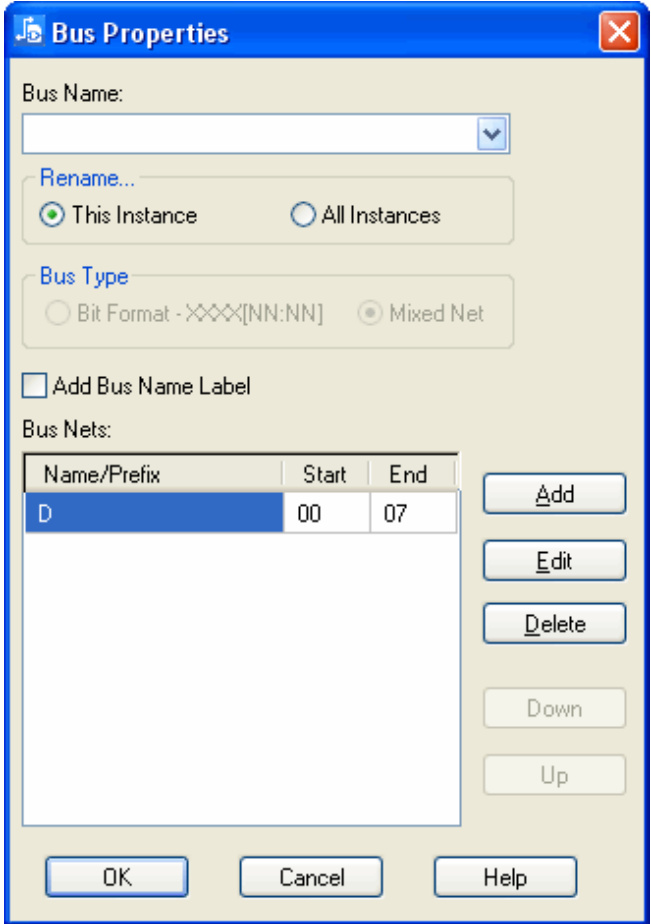 Bus Properties
Bus Name:
Rename...
This Instance All Instances
Bus Type
Bit Format - XXXX[NN:NN] Mixed Net
Add Bus Name Label
Bus Nets:
Name/Prefix Start End
D 00 07
Add
Edit
Delete
Down
Up
OK Cancel Help